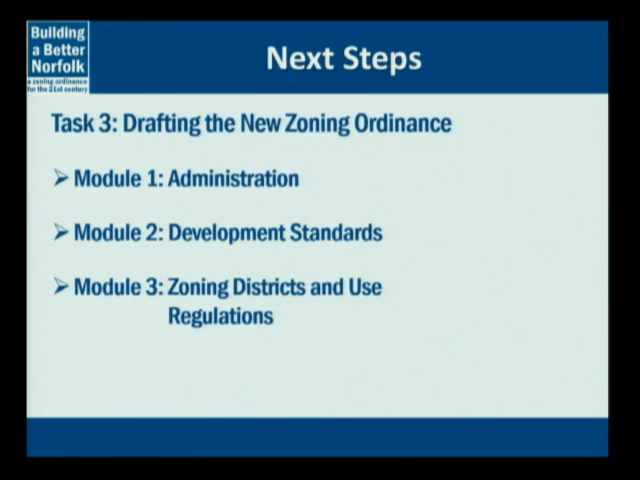 Building
a Better
Norfolk
a zoning ordinance
for the 21st century
Next Steps
Task 3: Drafting the New Zoning Ordinance
➢ Module 1: Administration
➢ Module 2: Development Standards
➢ Module 3: Zoning Districts and Use
Regulations